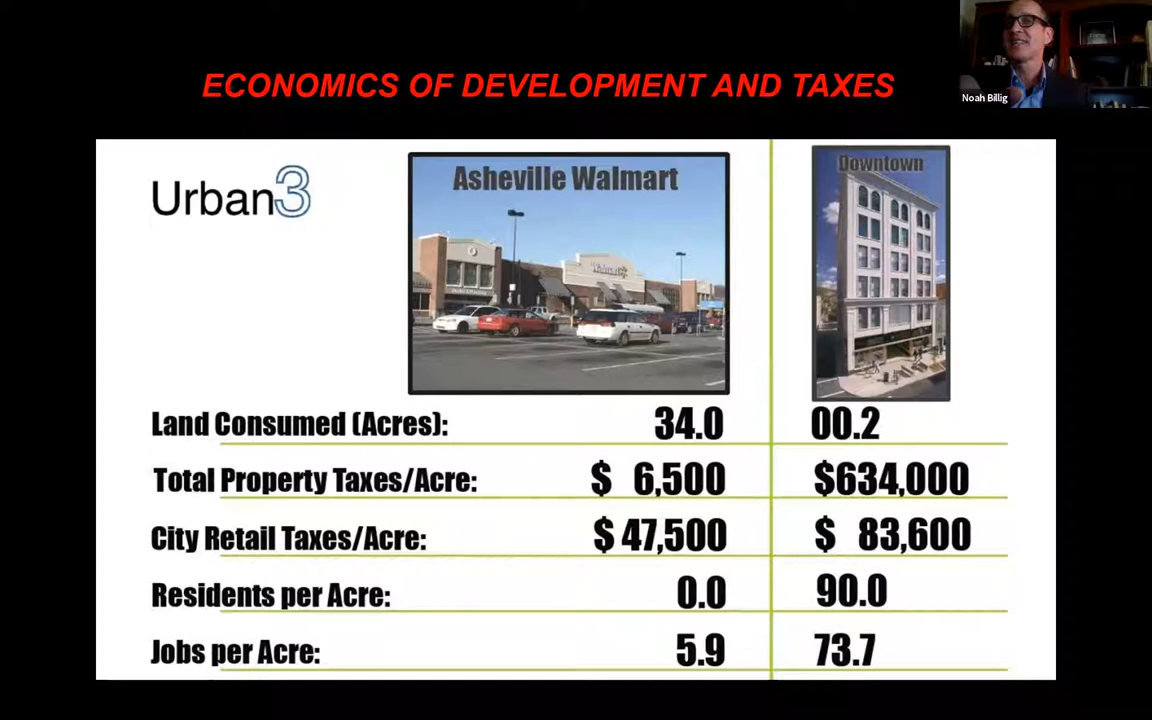 ECONOMICS OF DEVELOPMENT AND TAXES
Noah Billig
Urban3
Asheville Walmart
Downtown
Walmart
Land Consumed (Acres): 34.0 00.2
Total Property Taxes/Acre: $ 6,500 $634,000
City Retail Taxes/Acre: $ 47,500 $ 83,600
Residents per Acre: 0.0 90.0
Jobs per Acre: 5.9 73.7